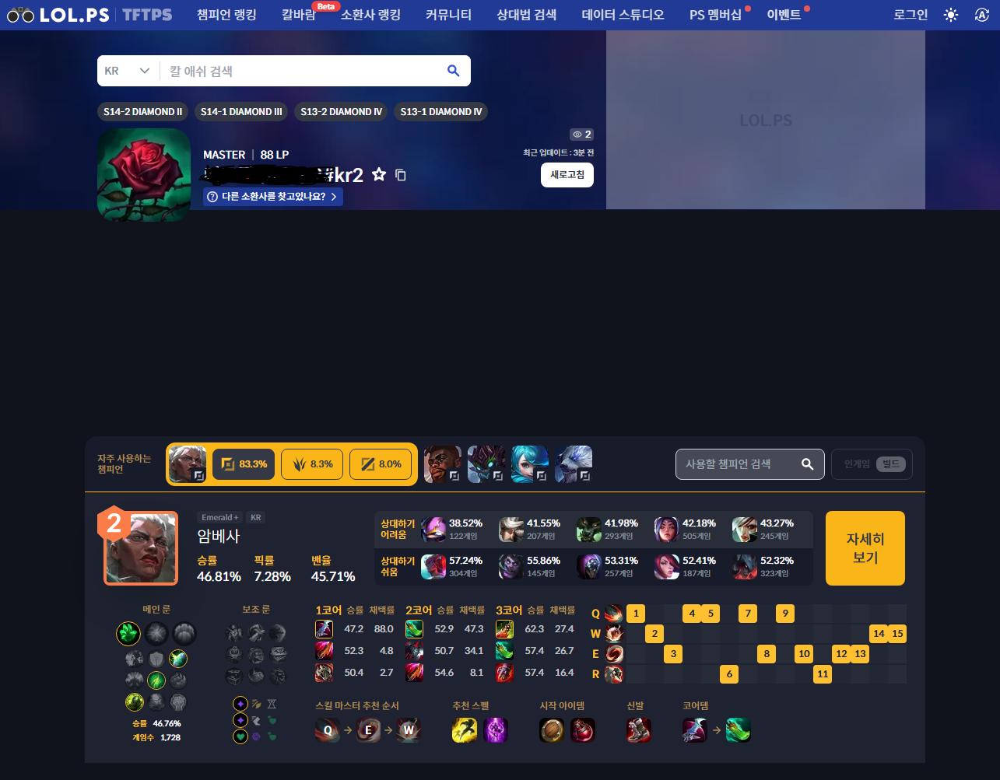 LOL.PS TFTPS 챔피언 랭킹 칼바람 Beta 소환사 랭킹 커뮤니티 상대법 검색 데이터 스튜디오 PS 멤버십 이벤트 로그인 A
KR 칼 애쉬 검색
LOL.PS
S14-2 DIAMOND II S14-1 DIAMOND III S13-2 DIAMOND IV S13-1 DIAMOND IV
2
최근 업데이트 : 3분 전
MASTER 88 LP
#kr2
새로고침
? 다른 소환사를 찾고있나요?
자주 사용하는
챔피언
83.3% 8.3% 8.0%
사용할 챔피언 검색
인게임 빌드
2
Emerald + KR
암베사
승률 픽률 밴율
46.81% 7.28% 45.71%
상대하기
어려움
38.52% 41.55% 41.98% 42.18% 43.27%
122게임 207게임 293게임 505게임 245게임
상대하기
쉬움
57.24% 55.86% 53.31% 52.41% 52.32%
304게임 145게임 257게임 187게임 323게임
자세히
보기
메인 룬 보조 룬
승률 46.76%
게임수 1,728
1코어 승률 채택률 2코어 승률 채택률 3코어 승률 채택률
47.2 88.0 52.9 47.3 62.3 27.4
52.3 4.8 50.7 34.1 57.4 26.7
50.4 2.7 54.6 8.1 57.4 16.4
Q 1 4 5 7 9
W 2 14 15
E 3 8 10 12 13
R 6 11
스킬 마스터 추천 순서 추천 스펠 시작 아이템 신발 코어템
Q E W